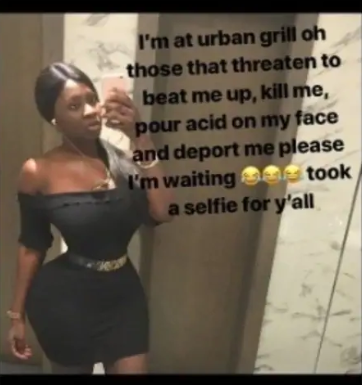 I'm at urban grill oh
those that threaten to
beat me up, kill me,
pour acid on my face
and deport me please
I'm waiting 😂😂😂 took
a selfie for y'all